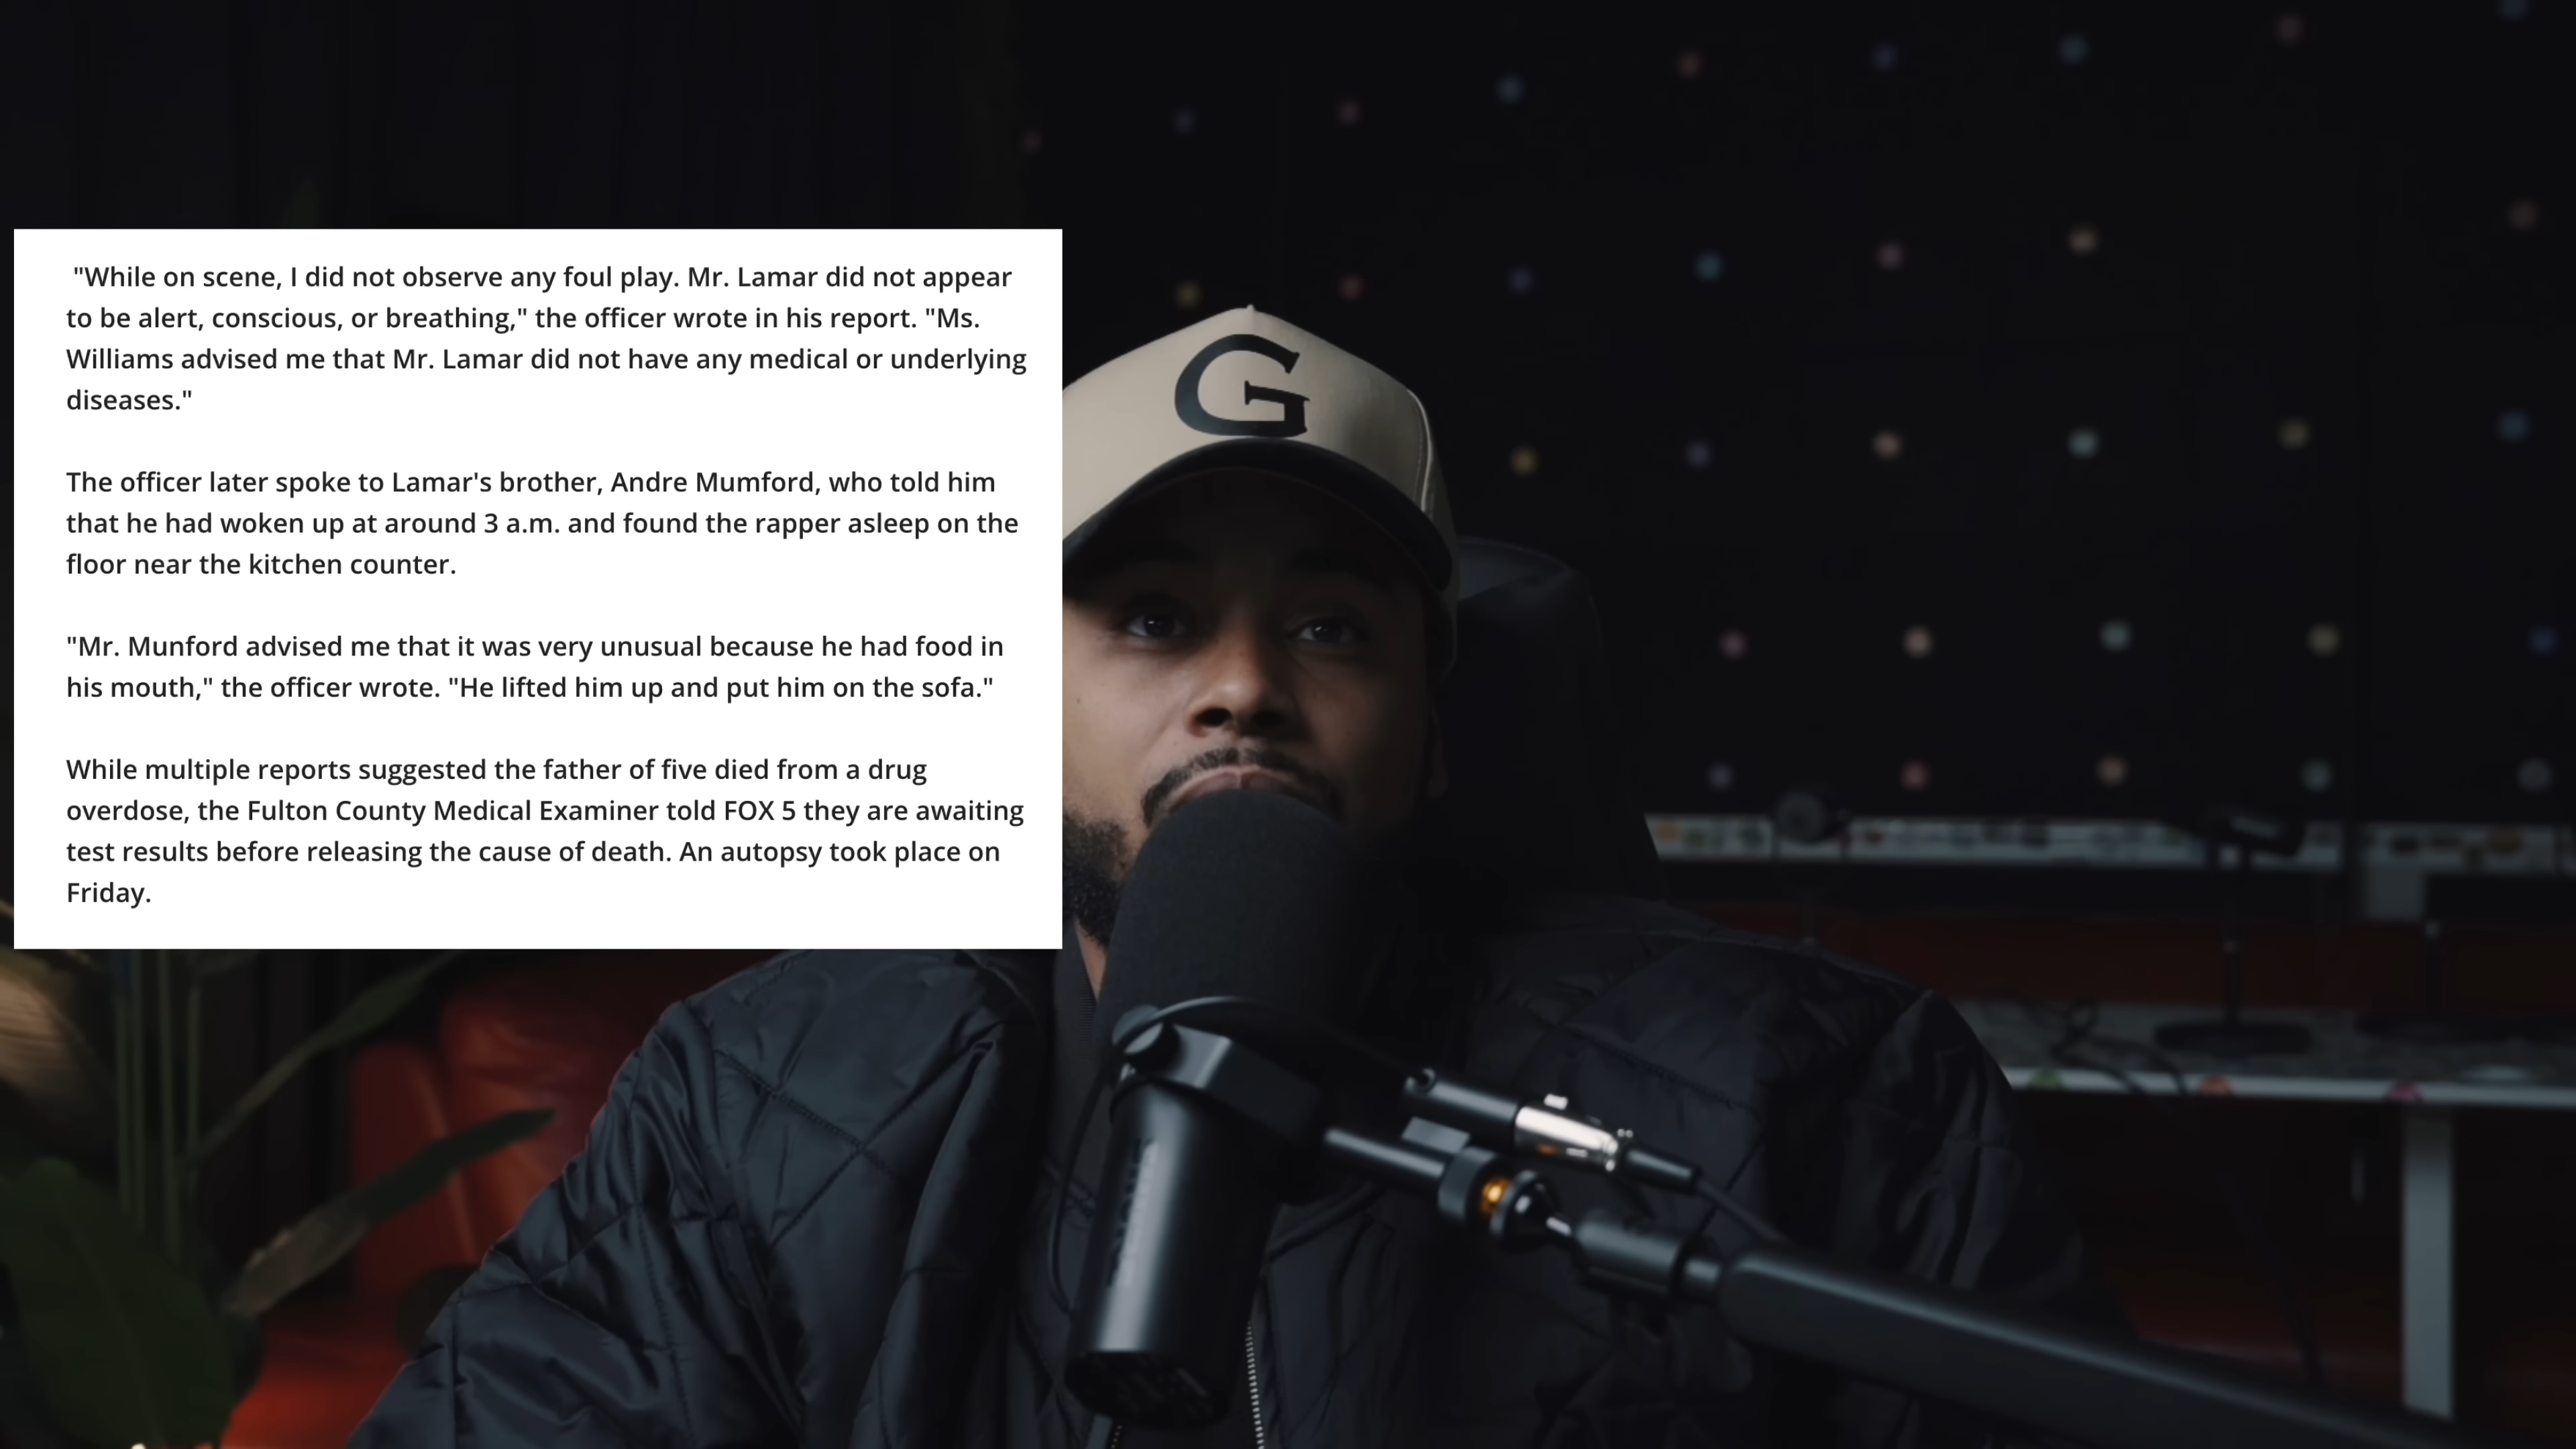 "While on scene, I did not observe any foul play. Mr. Lamar did not appear
to be alert, conscious, or breathing," the officer wrote in his report. "Ms.
Williams advised me that Mr. Lamar did not have any medical or underlying
diseases."
The officer later spoke to Lamar's brother, Andre Mumford, who told him
that he had woken up at around 3 a.m. and found the rapper asleep on the
floor near the kitchen counter.
"Mr. Munford advised me that it was very unusual because he had food in
his mouth," the officer wrote. "He lifted him up and put him on the sofa."
While multiple reports suggested the father of five died from a drug
overdose, the Fulton County Medical Examiner told FOX 5 they are awaiting
test results before releasing the cause of death. An autopsy took place on
Friday.
G